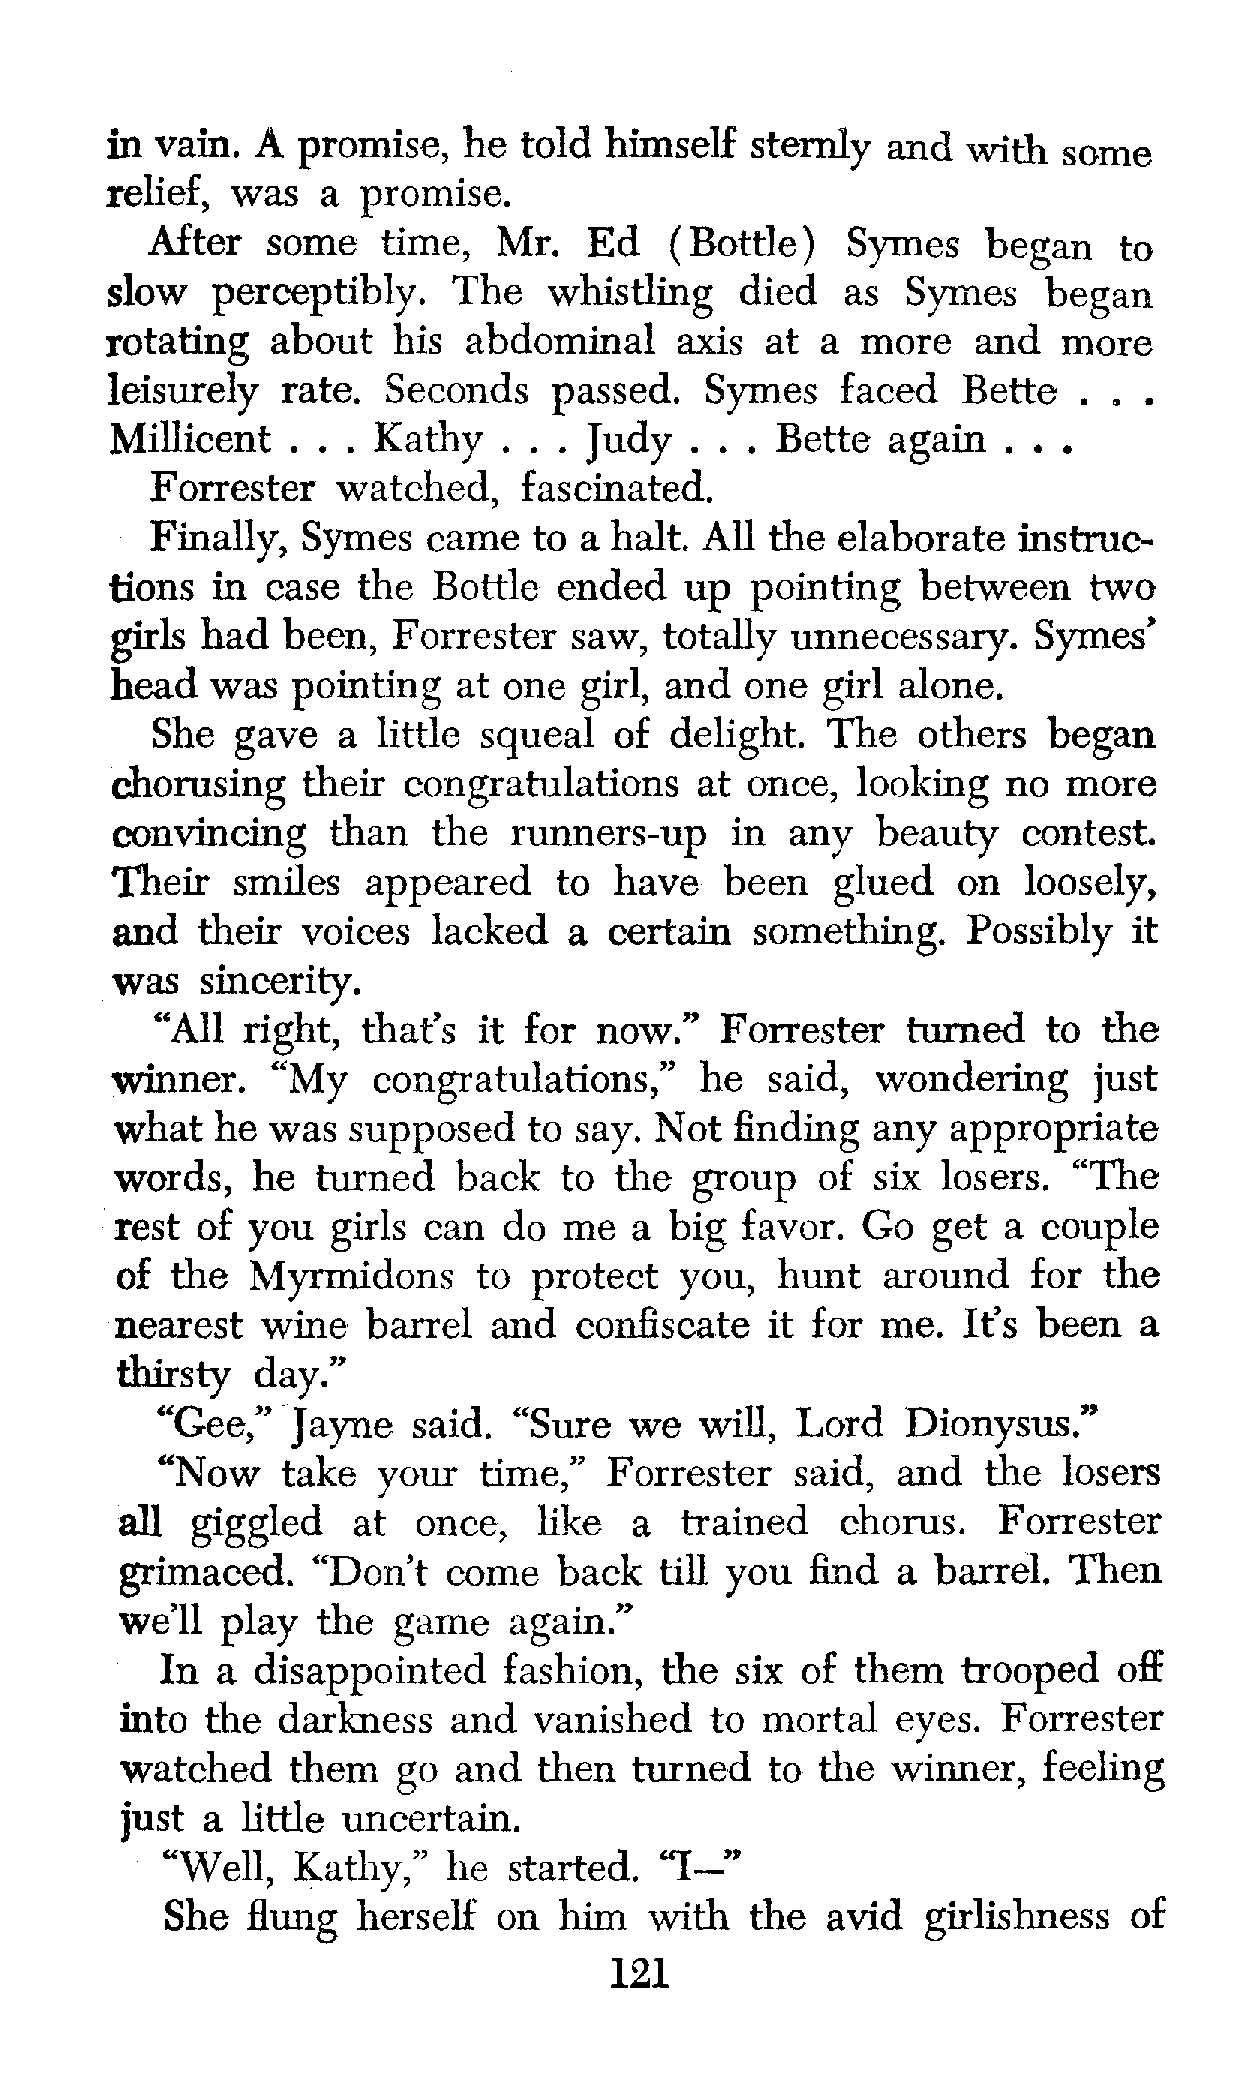 in vain. A promise, he told himself sternly and with some
relief, was a promise.
After some time, Mr. Ed (Bottle) Symes began to
slow perceptibly. The whistling died as Symes began
rotating about his abdominal axis at a more and more
leisurely rate. Seconds passed. Symes faced Bette . . .
Millicent . . . Kathy . . . Judy . . . Bette again . . .
Forrester watched, fascinated.
Finally, Symes came to a halt. All the elaborate instruc-
tions in case the Bottle ended up pointing between two
girls had been, Forrester saw, totally unnecessary. Symes’
head was pointing at one girl, and one girl alone.
She gave a little squeal of delight. The others began
chorusing their congratulations at once, looking no more
convincing than the runners-up in any beauty contest.
Their smiles appeared to have been glued on loosely,
and their voices lacked a certain something. Possibly it
was sincerity.
“All right, that’s it for now.” Forrester turned to the
winner. “My congratulations,” he said, wondering just
what he was supposed to say. Not finding any appropriate
words, he turned back to the group of six losers. “The
rest of you girls can do me a big favor. Go get a couple
of the Myrmidons to protect you, hunt around for the
nearest wine barrel and confiscate it for me. It’s been a
thirsty day.”
“Gee,” Jayne said. “Sure we will, Lord Dionysus.”
“Now take your time,” Forrester said, and the losers
all giggled at once, like a trained chorus. Forrester
grimaced. “Don’t come back till you find a barrel. Then
we’ll play the game again.”
In a disappointed fashion, the six of them trooped off
into the darkness and vanished to mortal eyes. Forrester
watched them go and then turned to the winner, feeling
just a little uncertain.
“Well, Kathy,” he started. “I—”
She flung herself on him with the avid girlishness of
121